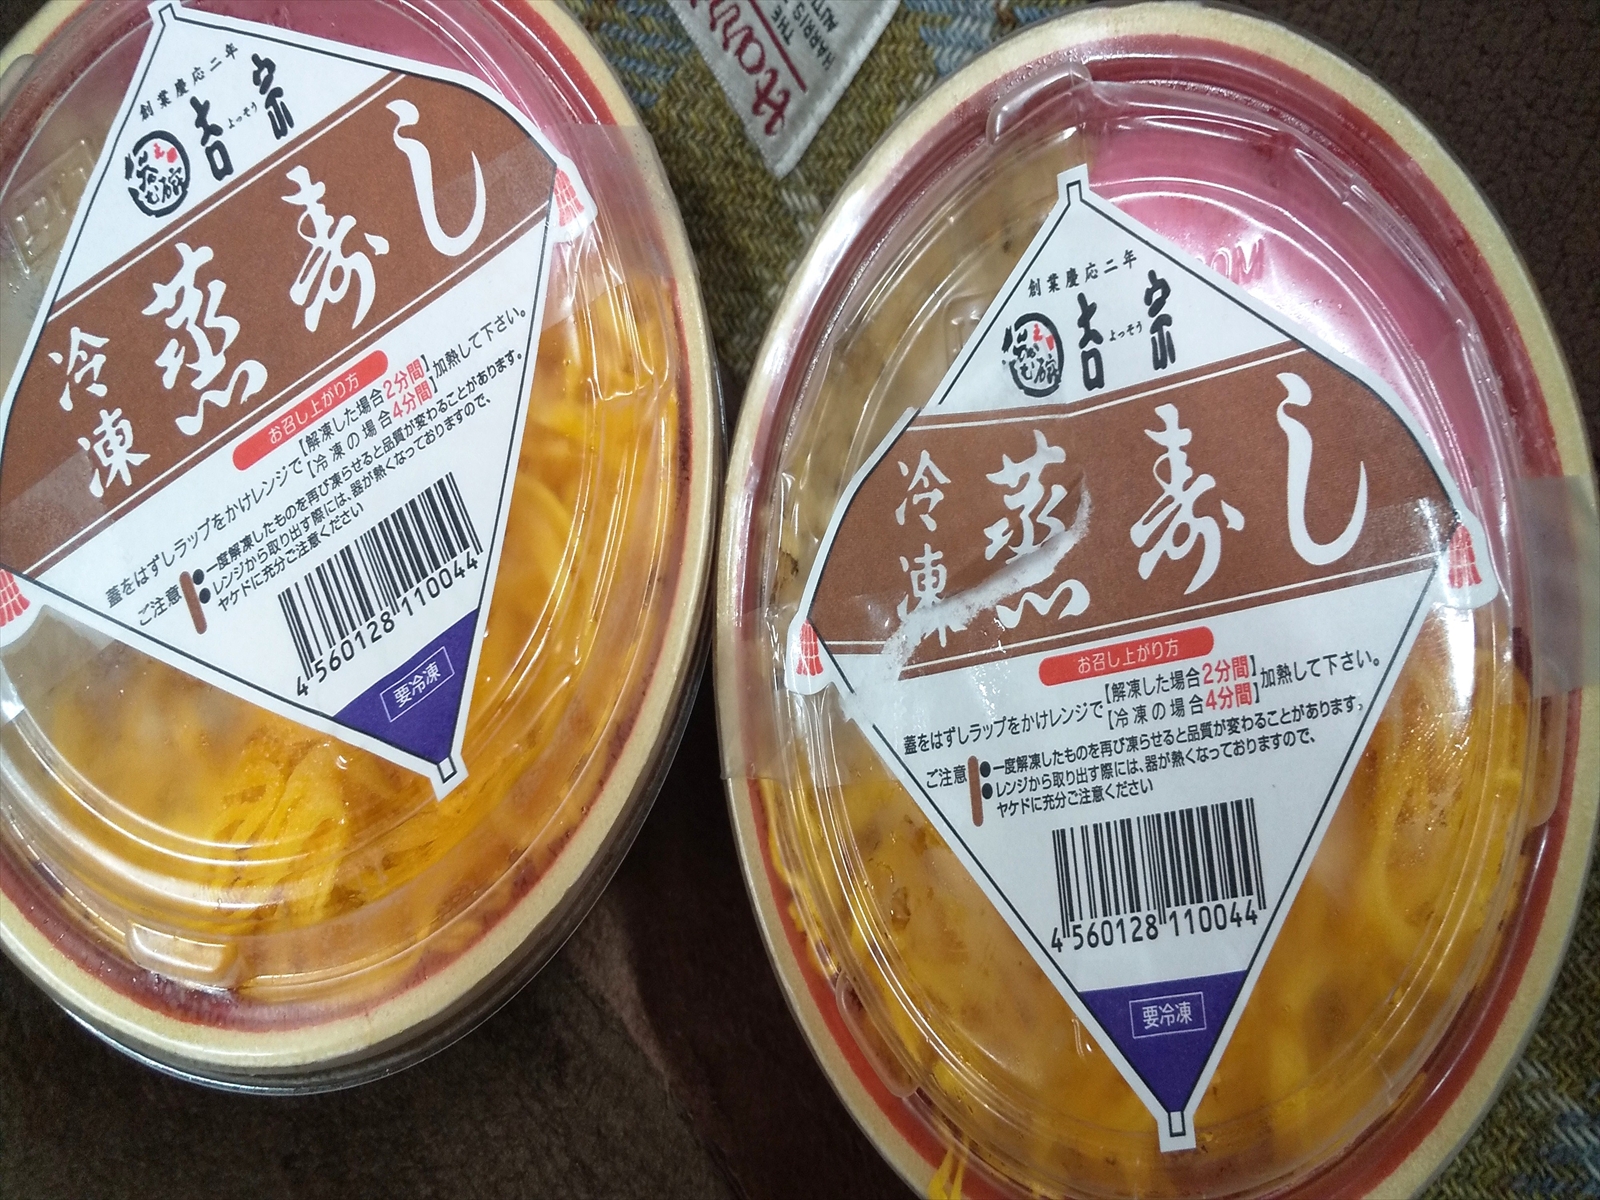 創業慶応二年
吉宗
よっそう
冷凍 蒸寿し
お召し上がり方
蓋をはずしラップをかけレンジで【解凍した場合2分間】【冷凍の場合4分間】加熱して下さい。
ご注意
一度解凍したものを再び凍らせると品質が変わることがあります。
レンジから取り出す際には、器が熱くなっておりますので、
ヤケドに充分ご注意ください
4 560128 110044
要冷凍
THE
HARRIS
創業慶応二年
吉宗
よっそう
冷凍 蒸寿し
お召し上がり方
蓋をはずしラップをかけレンジで【解凍した場合2分間】【冷凍の場合4分間】加熱して下さい。
ご注意
一度解凍したものを再び凍らせると品質が変わることがあります。
レンジから取り出す際には、器が熱くなっておりますので、
ヤケドに充分ご注意ください
4 560128 110044
要冷凍